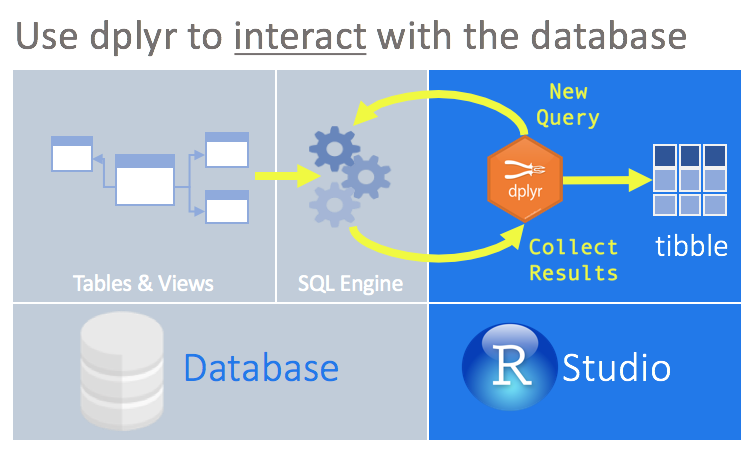 Use dplyr to interact with the database
New
Query
dplyr
Collect
Results
tibble
Tables & Views
SQL Engine
Database
R Studio